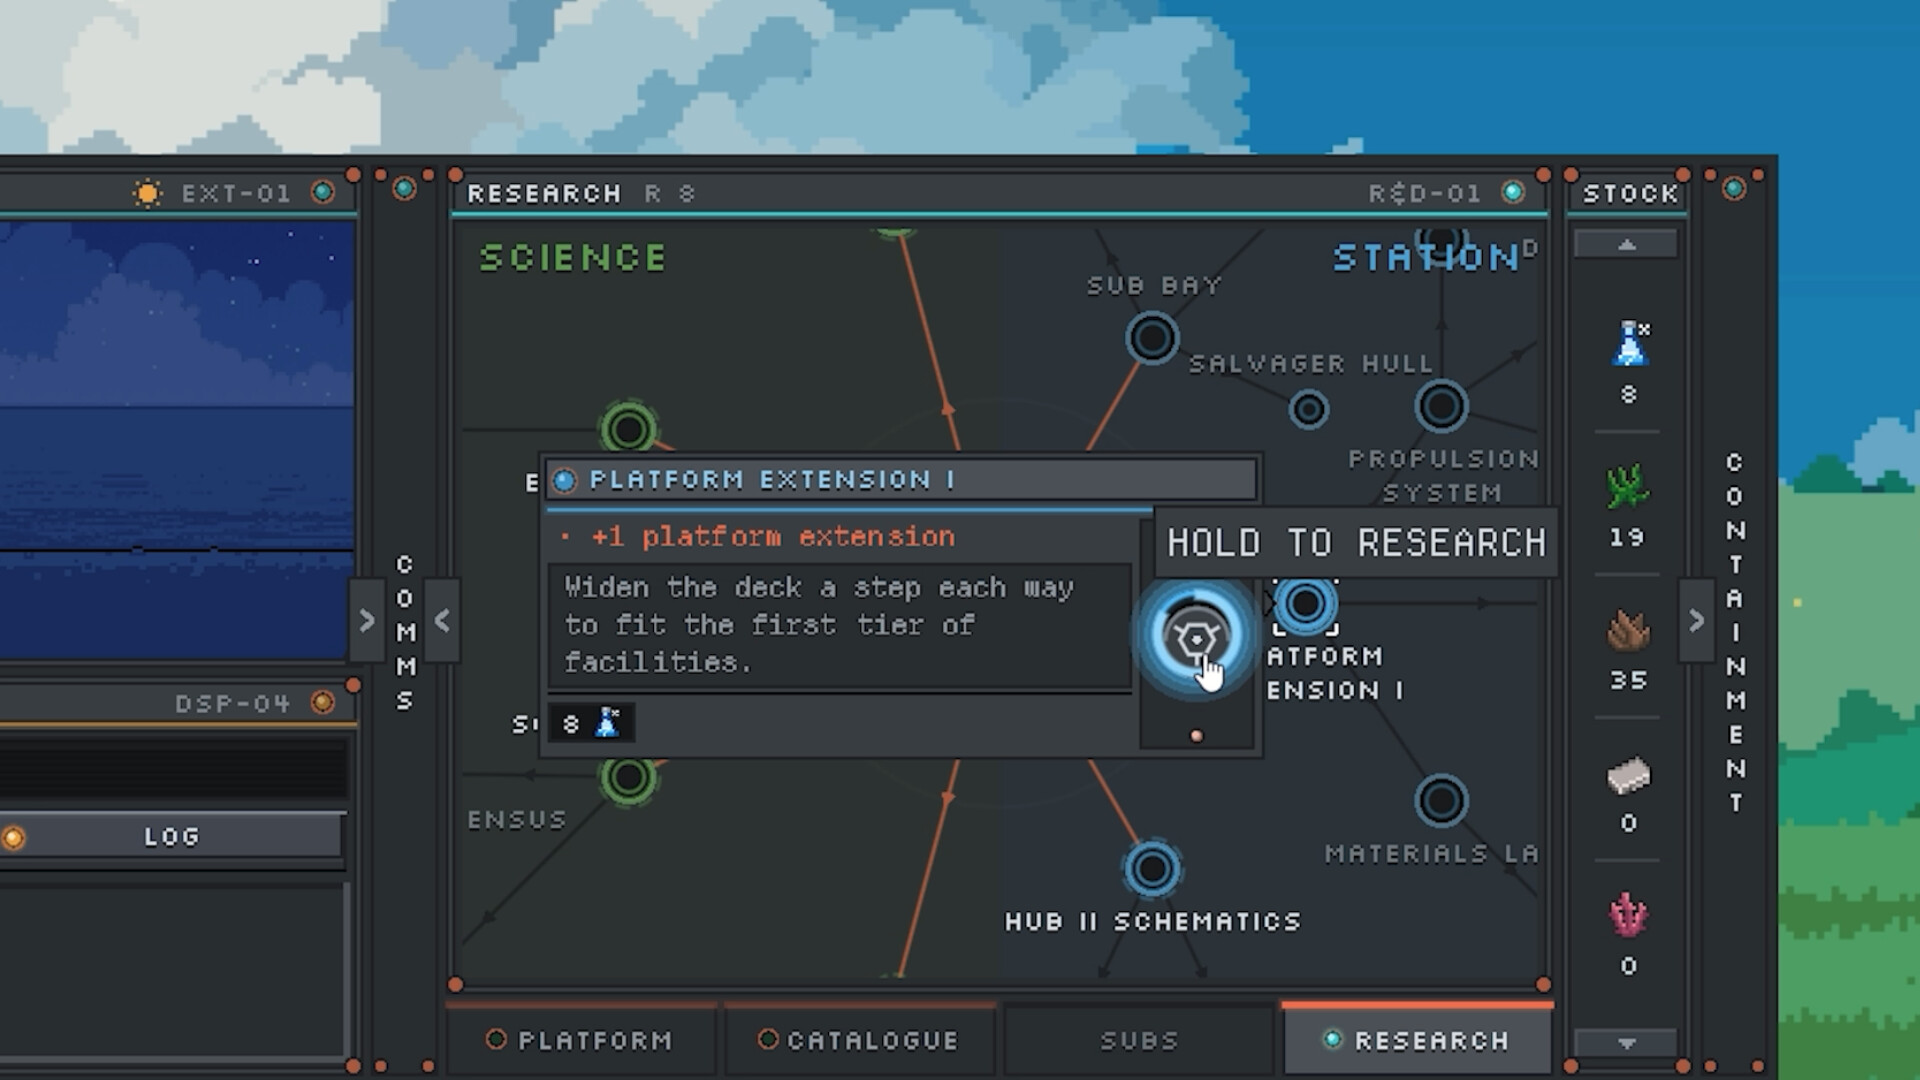 EXT-01
RESEARCH R 8
R$D-01
STOCK
SCIENCE
STATION
SUB BAY
SALVAGER HULL
8
PROPULSION
SYSTEM
PLATFORM EXTENSION I
· +1 platform extension
HOLD TO RESEARCH
Widen the deck a step each way
to fit the first tier of
facilities.
19
COMMS
CONTAINMENT
ATFORM
ENSION I
35
DSP-04
8
ENSUS
LOG
MATERIALS LA
0
HUB II SCHEMATICS
0
PLATFORM
CATALOGUE
SUBS
RESEARCH